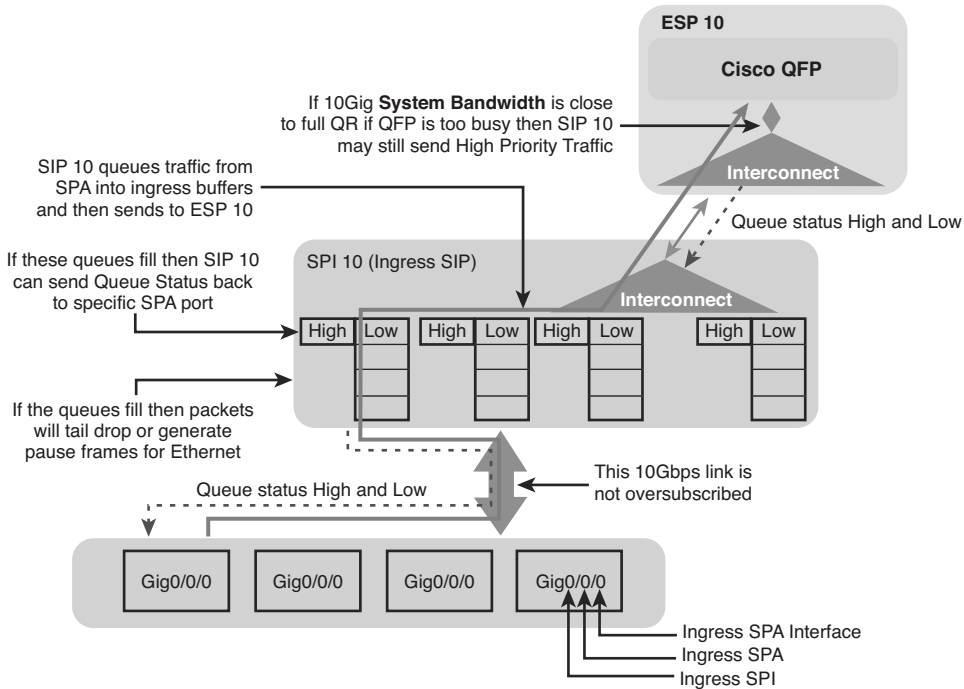 ESP 10
Cisco QFP
If 10Gig System Bandwidth is close
to full QR if QFP is too busy then SIP 10
may still send High Priority Traffic
Interconnect
SIP 10 queues traffic from
SPA into ingress buffers
and then sends to ESP 10
Queue status High and Low
SPI 10 (Ingress SIP)
If these queues fill then SIP 10
can send Queue Status back
to specific SPA port
Interconnect
High Low High Low High Low High Low
If the queues fill then packets
will tail drop or generate
pause frames for Ethernet
This 10Gbps link is
not oversubscribed
Queue status High and Low
Gig0/0/0 Gig0/0/0 Gig0/0/0 Gig0/0/0
Ingress SPA Interface
Ingress SPA
Ingress SPI